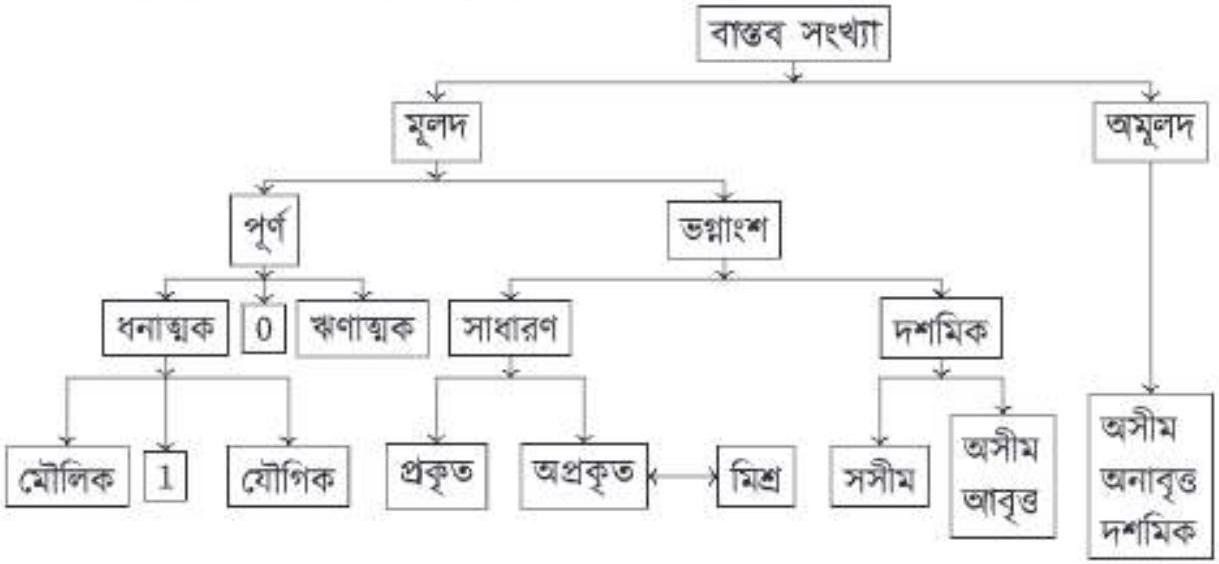 বাস্তব সংখ্যা
মূলদ
অমূলদ
পূর্ণ
ভগ্নাংশ
ধনাত্মক
0
ঋণাত্মক
সাধারণ
দশমিক
মৌলিক
1
যৌগিক
প্রকৃত
অপ্রকৃত
মিশ্র
সসীম
অসীম
আবৃত্ত
অসীম
অনাবৃত্ত
দশমিক